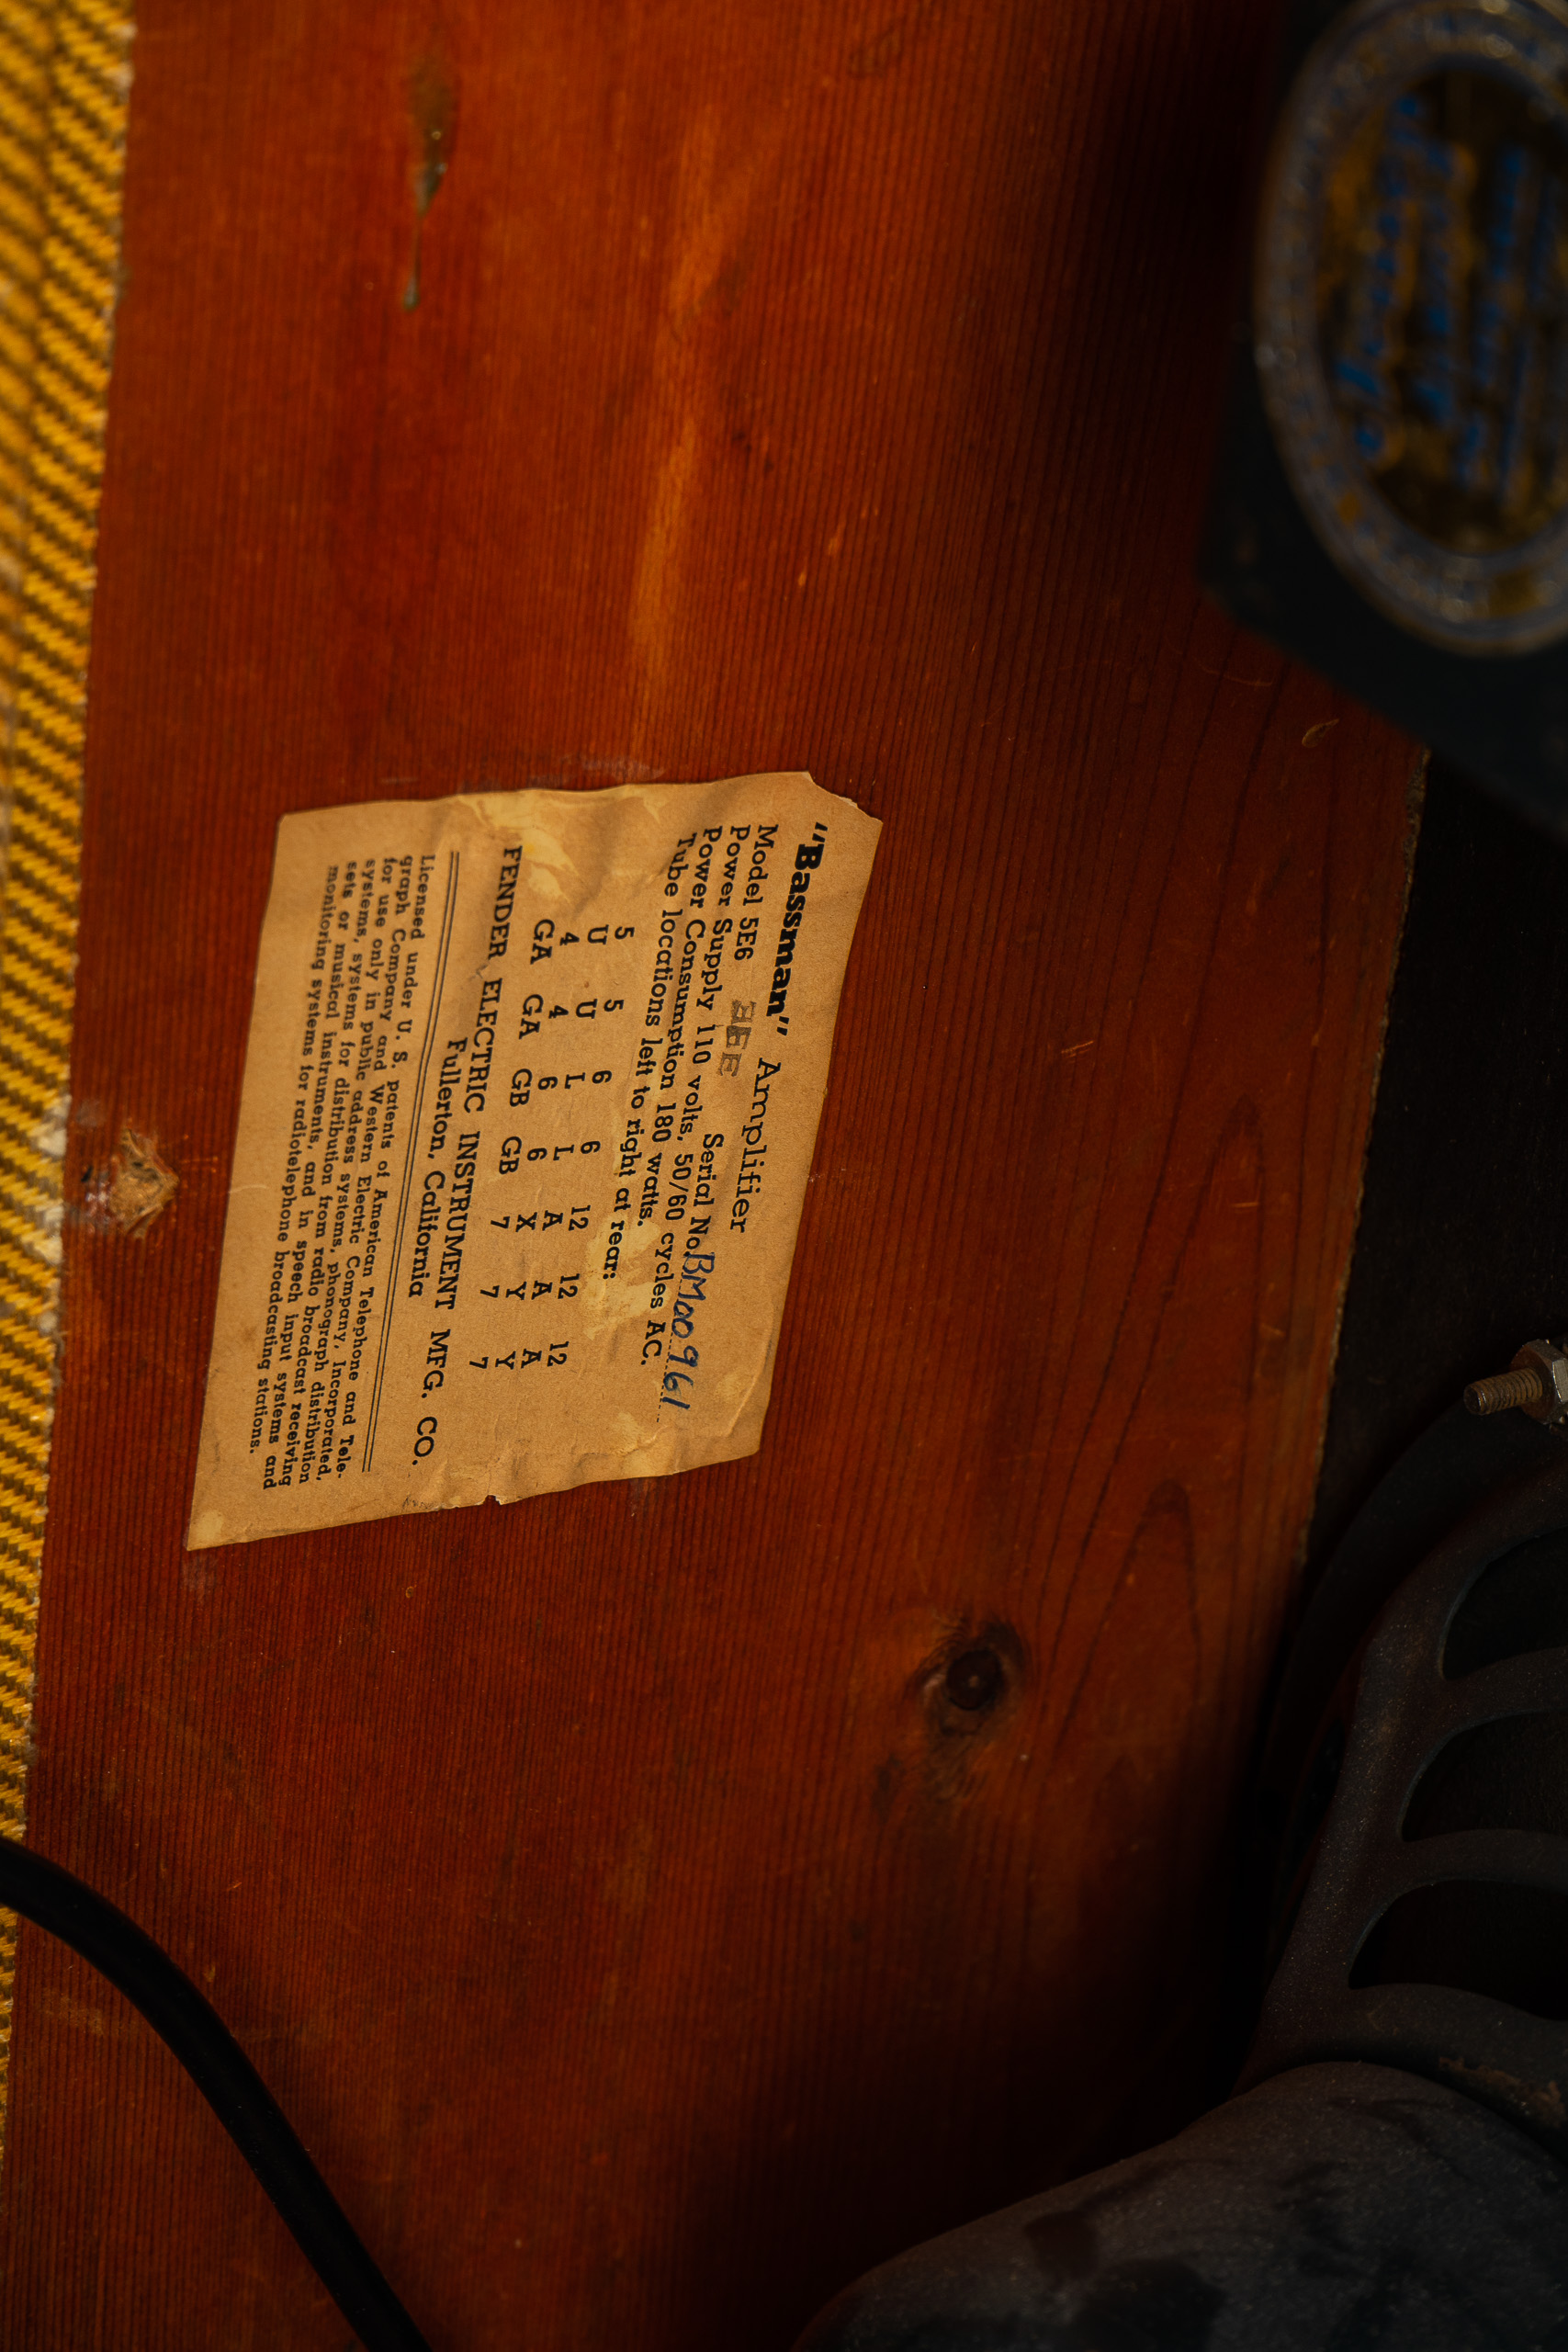 "Bassman" Amplifier
Model 5E6 Serial No. BM00961
Power Supply 110 volts, 50/60 cycles AC.
Power Consumption 180 watts.
Tube locations left to right at rear:
5 5 6 6 12 12 12
U U L L A A A
4 4 6 6 X Y Y
GA GA GB GB 7 7 7
FENDER ELECTRIC INSTRUMENT MFG. CO.
Fullerton, California
Licensed under U. S. patents of American Telephone and Tele-
graph Company and Western Electric Company, Incorporated,
for use only in public address systems, phonograph distribution
systems, systems for distribution from radio broadcast receiving
sets or musical instruments, and in speech input systems and
monitoring systems for radiotelephone broadcasting stations.